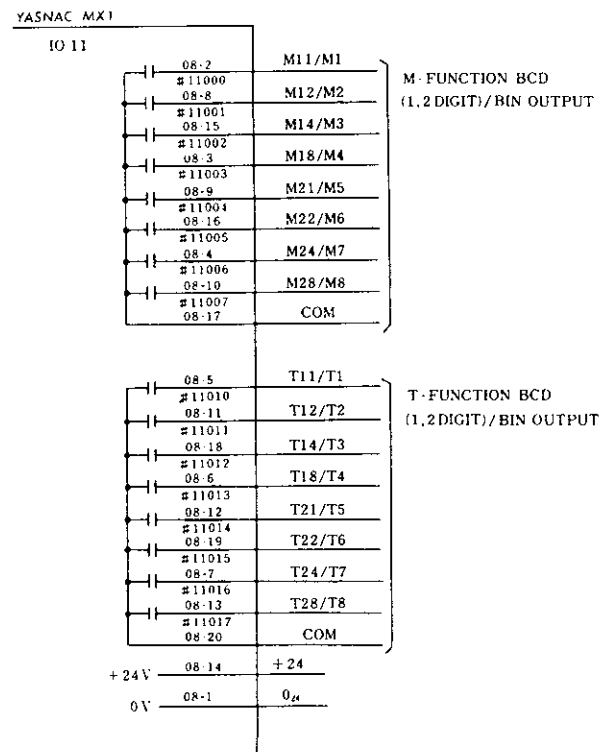 YASNAC MX1
IO 11
08-2 M11/M1
#11000
08-8 M12/M2
#11001
08-15 M14/M3
#11002
08-3 M18/M4
#11003
08-9 M21/M5
#11004
08-16 M22/M6
#11005
08-4 M24/M7
#11006
08-10 M28/M8
#11007
08-17 COM
M·FUNCTION BCD
(1,2 DIGIT)/BIN OUTPUT
08-5 T11/T1
#11010
08-11 T12/T2
#11011
08-18 T14/T3
#11012
08-6 T18/T4
#11013
08-12 T21/T5
#11014
08-19 T22/T6
#11015
08-7 T24/T7
#11016
08-13 T28/T8
#11017
08-20 COM
T·FUNCTION BCD
(1,2 DIGIT)/BIN OUTPUT
+24V 08-14 +24
0V 08-1 0₂₄